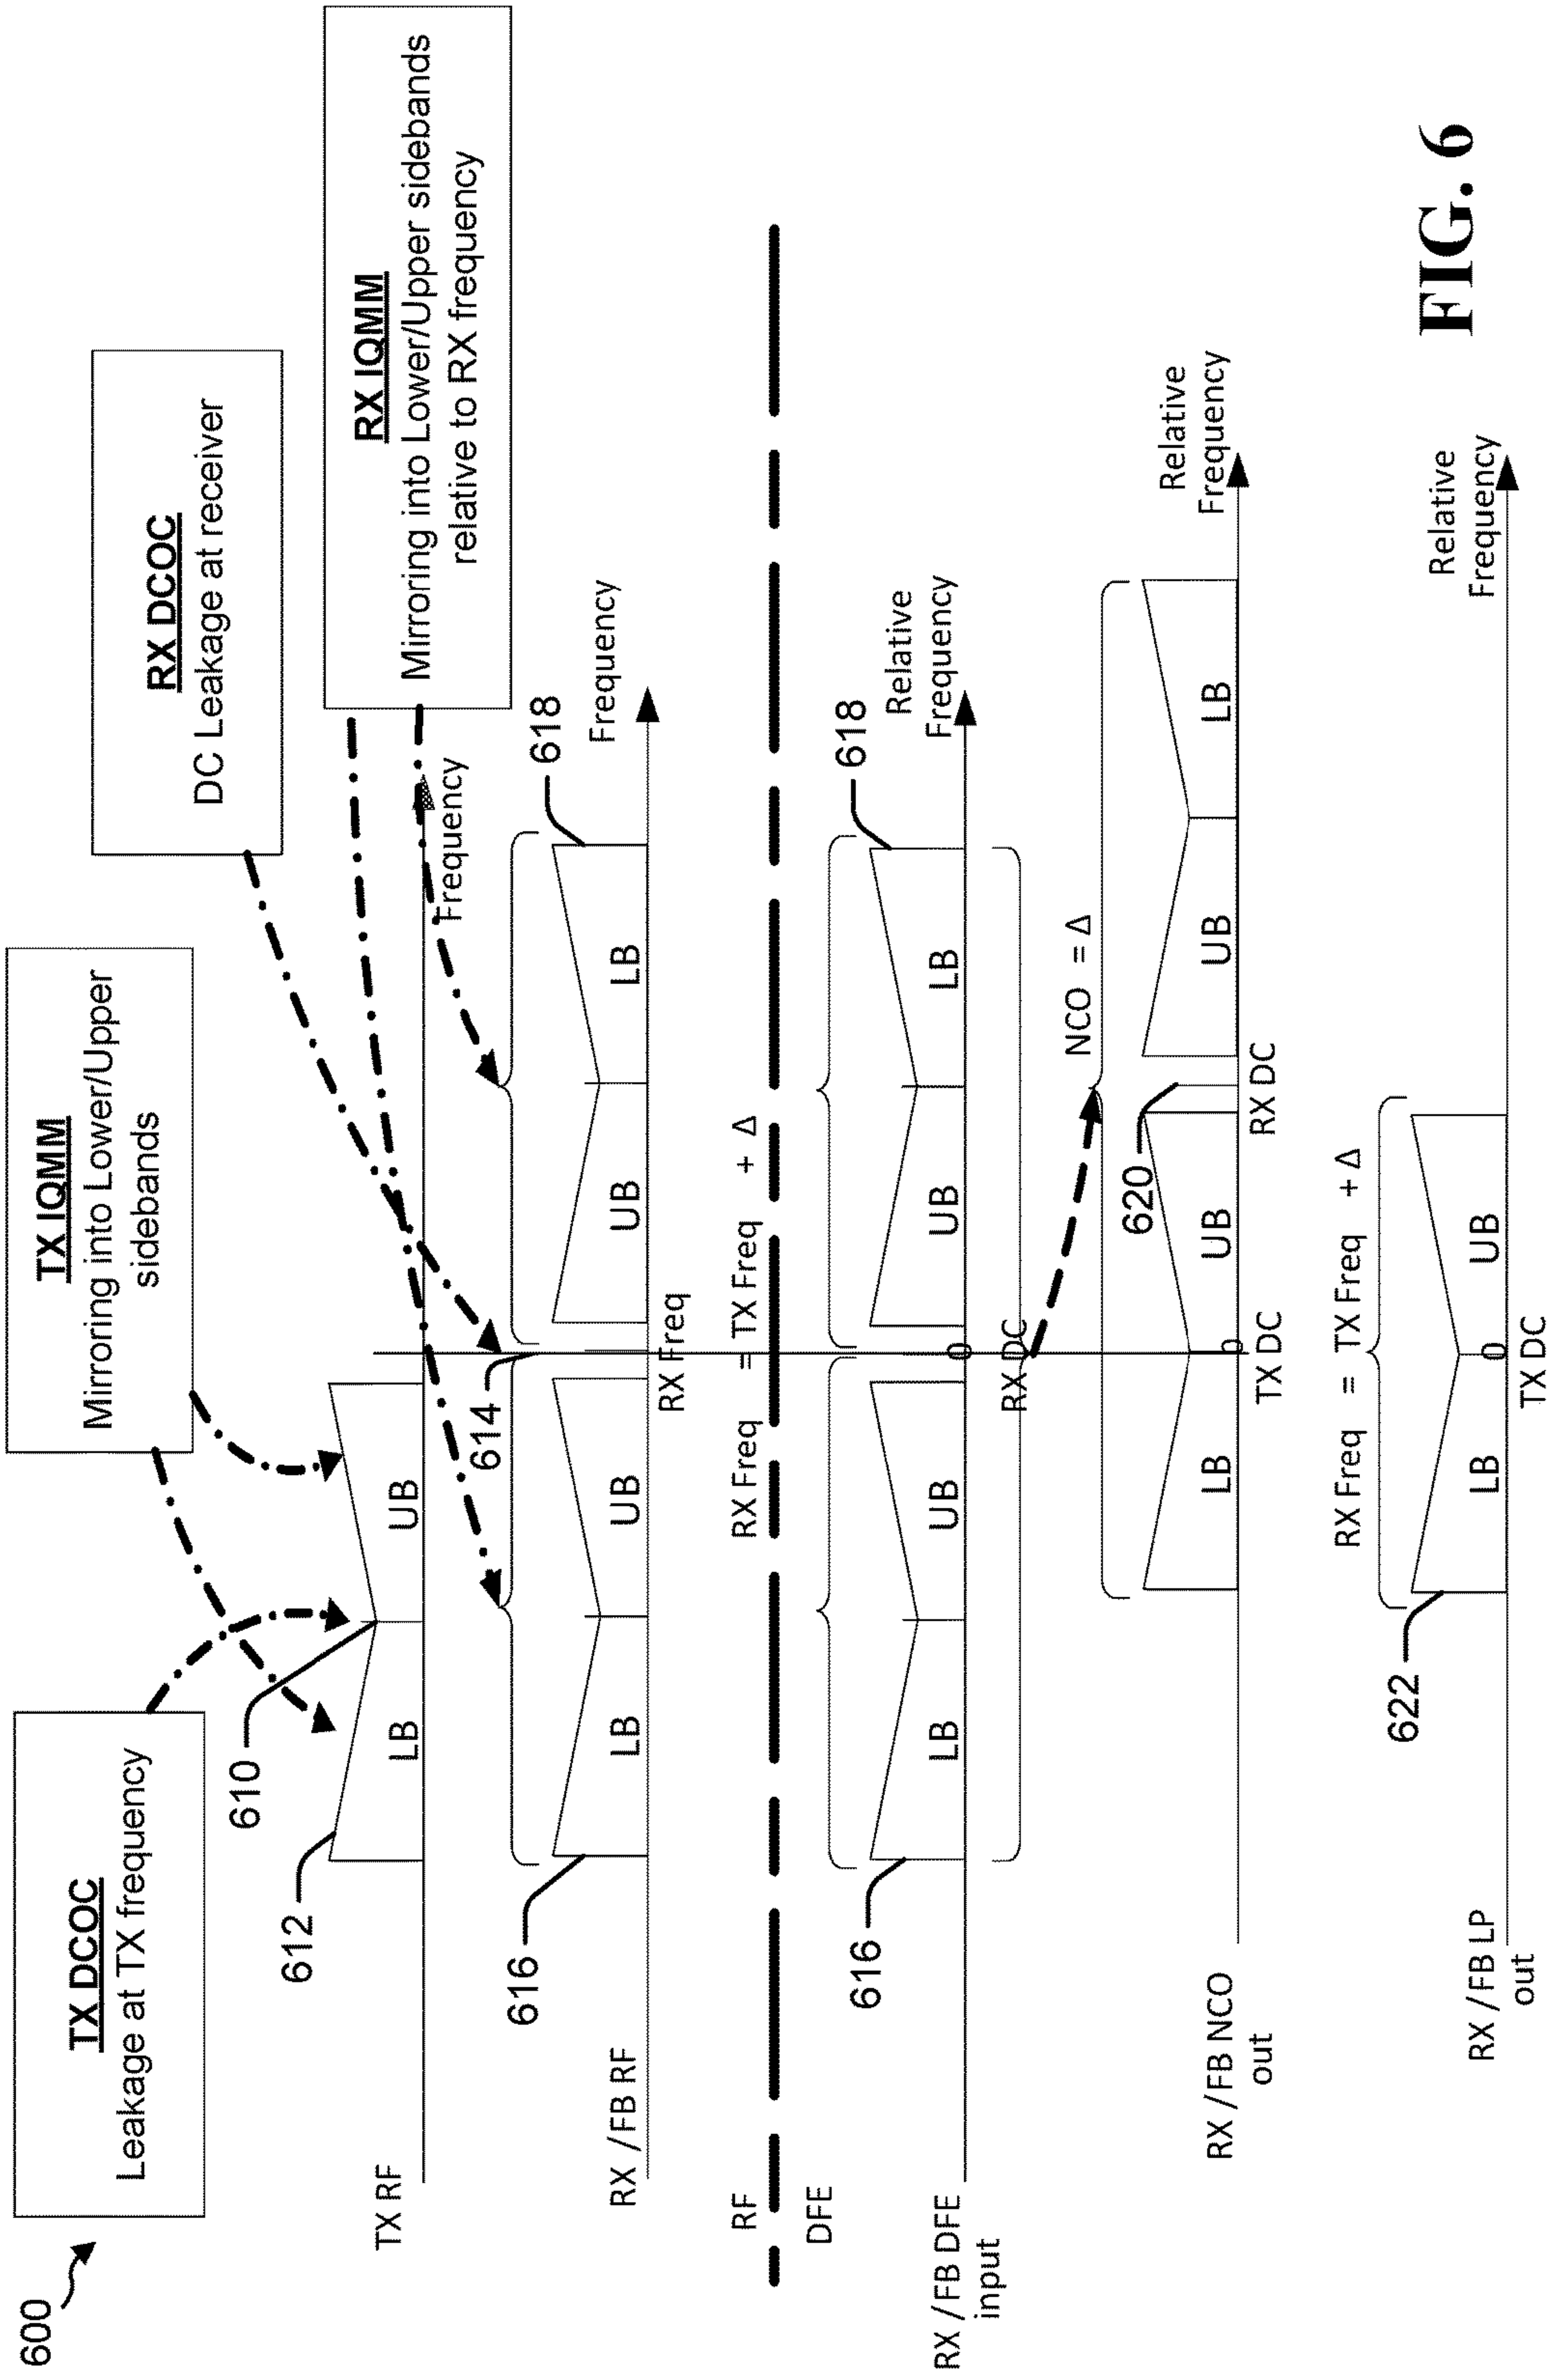 600
TX DCOC
Leakage at TX frequency
TX IQMM
Mirroring into Lower/Upper
sidebands
RX DCOC
DC Leakage at receiver
RX IQMM
Mirroring into Lower/Upper sidebands
relative to RX frequency
610
612
LB
UB
TX RF
Frequency
614
616
618
LB
UB
UB
LB
RX /FB RF
RX Freq
Frequency
RF
RX Freq = TX Freq + Δ
DFE
616
618
LB
UB
UB
LB
0
RX DC
RX /FB DFE
input
Relative
Frequency
NCO = Δ
620
LB
UB
UB
LB
0
TX DC
RX DC
RX /FB NCO
out
Relative
Frequency
RX Freq = TX Freq + Δ
622
LB
UB
0
TX DC
RX /FB LP
out
Relative
Frequency
FIG. 6